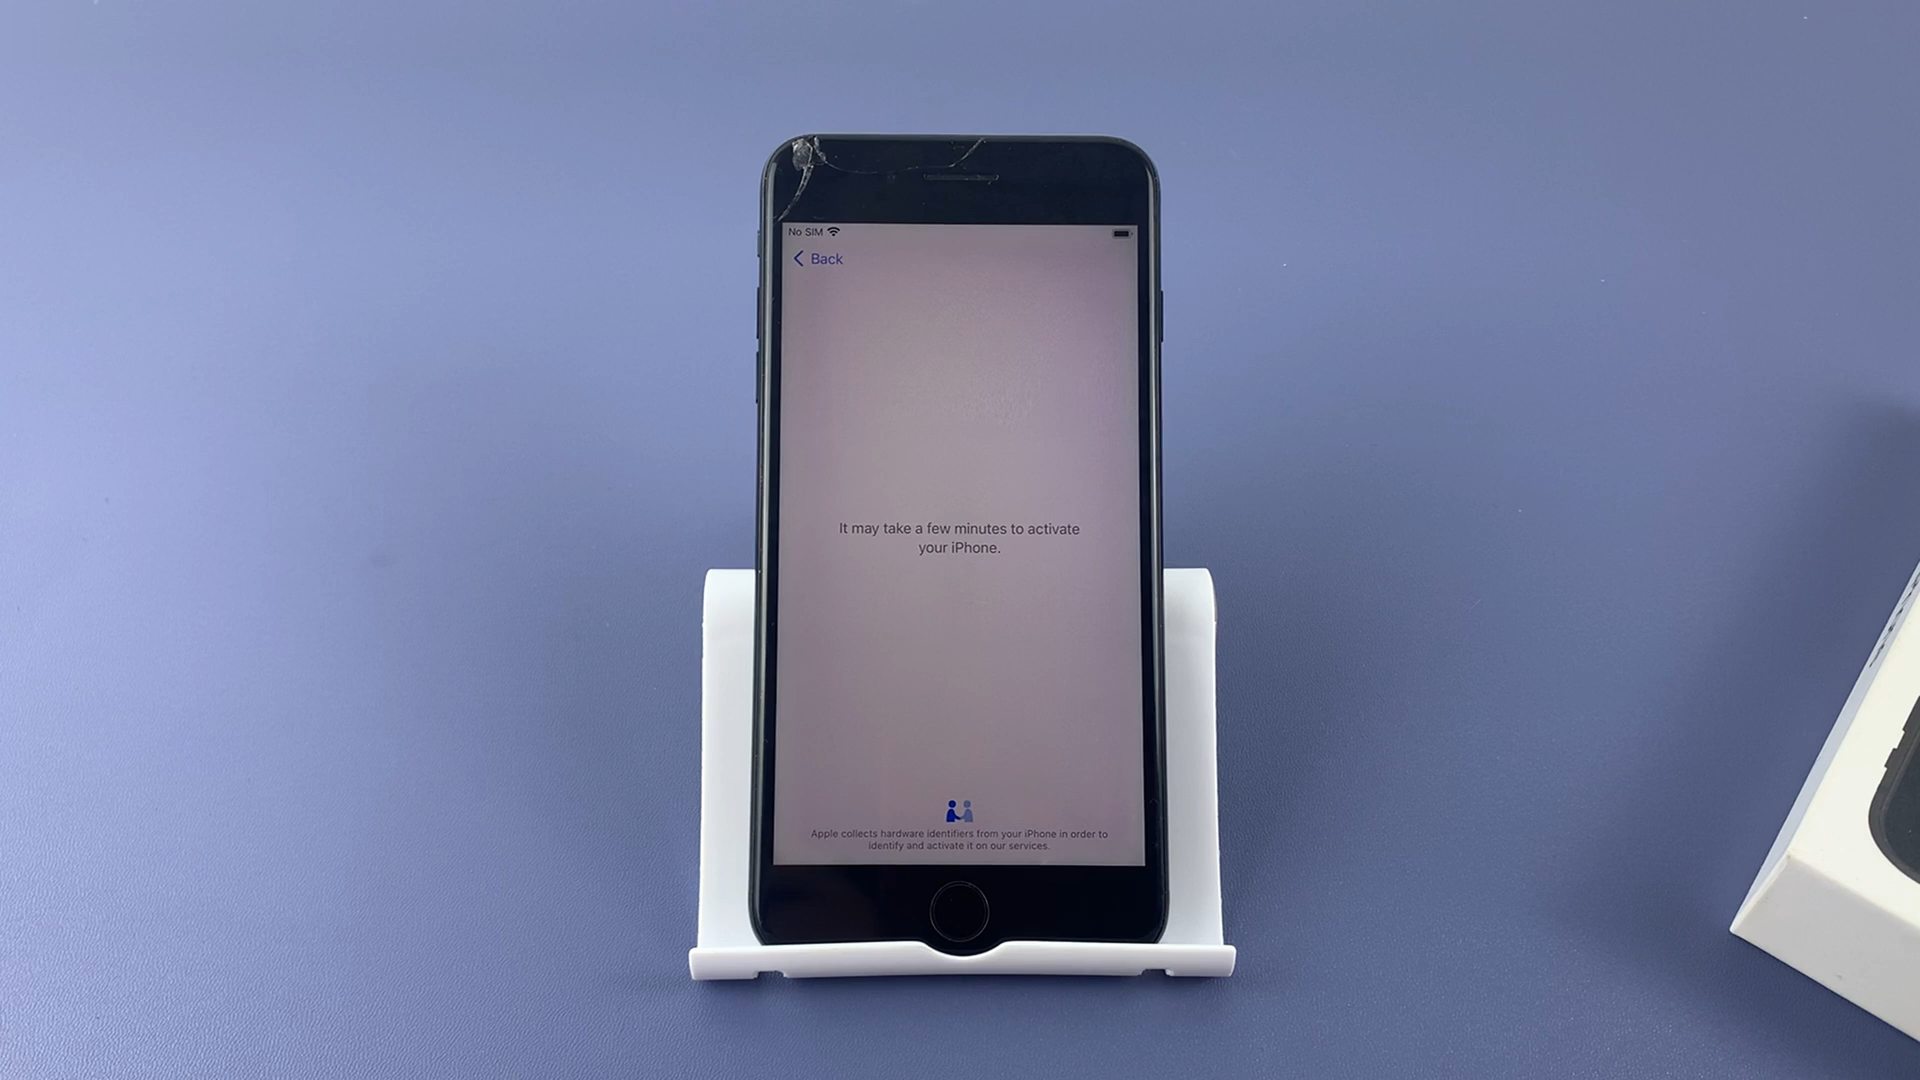 No SIM
Back
It may take a few minutes to activate
your iPhone.
Apple collects hardware identifiers from your iPhone in order to
identify and activate it on our services.